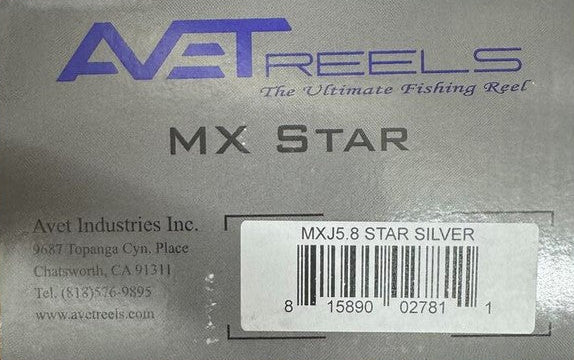 AVET REELS
The Ultimate Fishing Reel
MX STAR
Avet Industries Inc.
9687 Topanga Cyn. Place
Chatsworth, CA 91311
Tel. (818)576-9895
www.avetreels.com
MXJ5.8 STAR SILVER
8 15890 02781 1